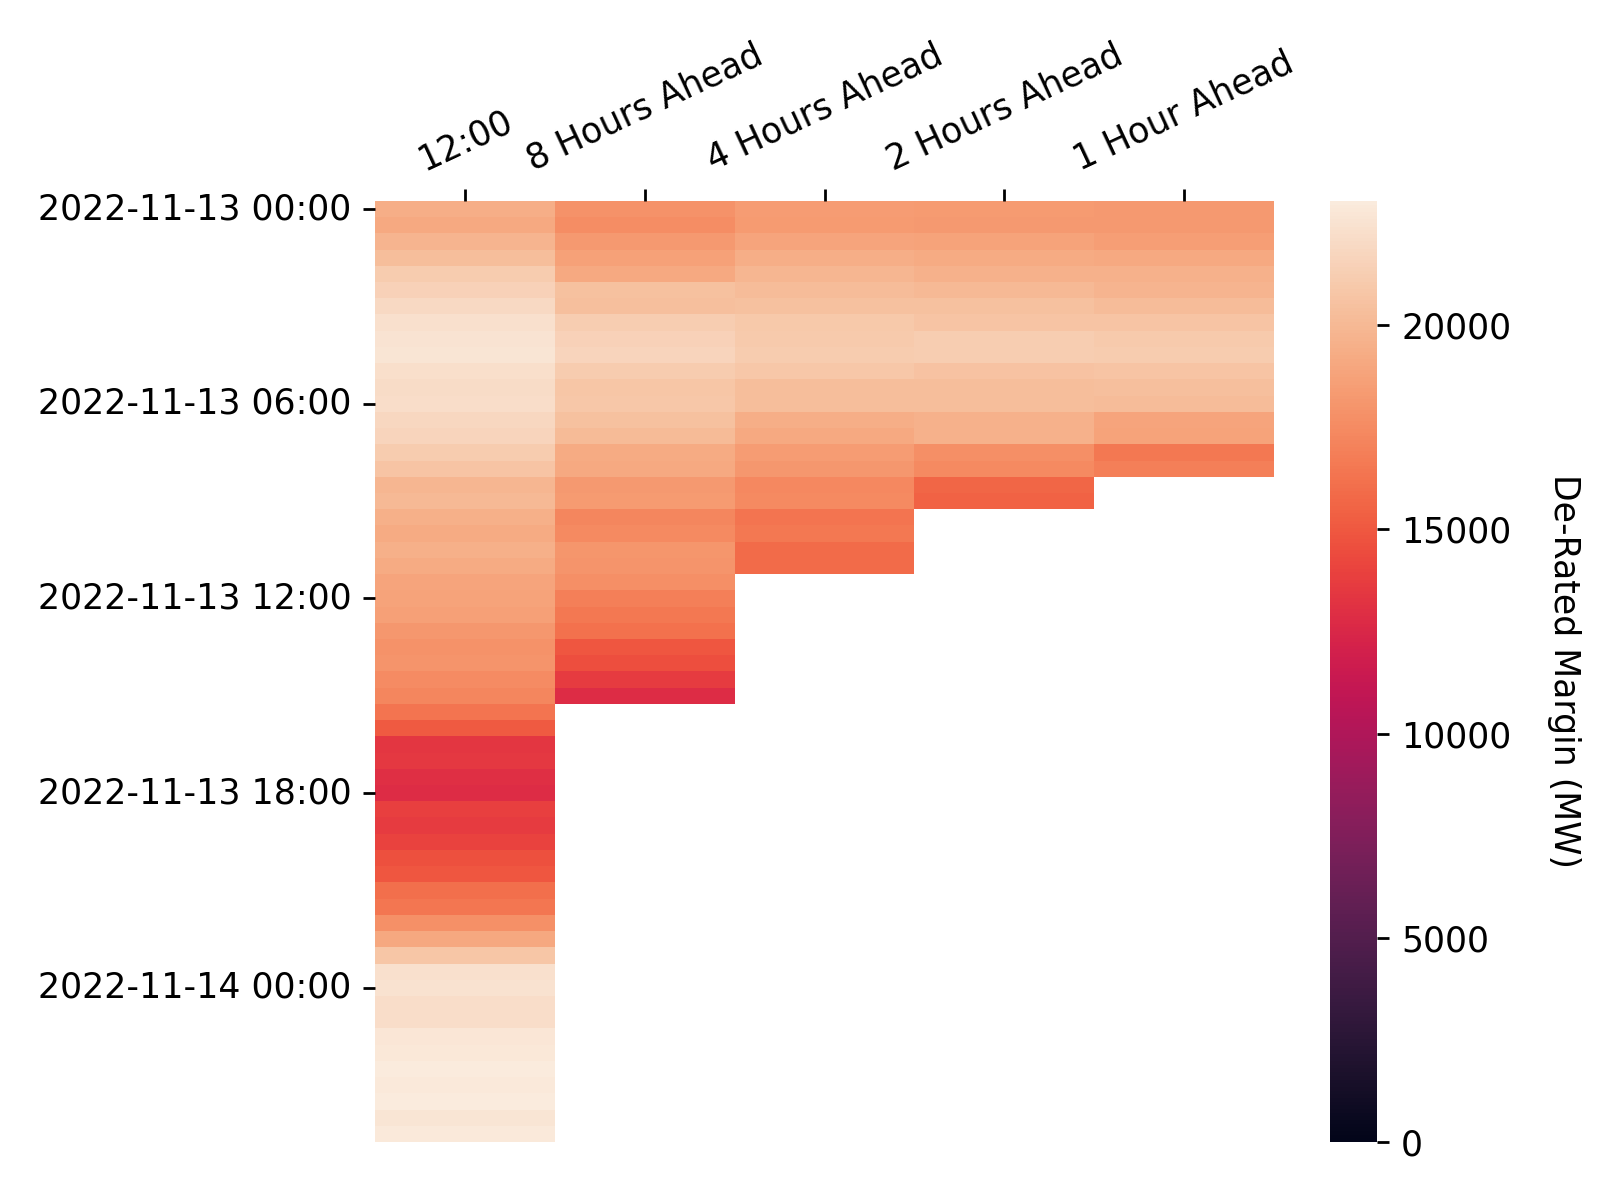 12:00
8 Hours Ahead
4 Hours Ahead
2 Hours Ahead
1 Hour Ahead
2022-11-13 00:00
2022-11-13 06:00
2022-11-13 12:00
2022-11-13 18:00
2022-11-14 00:00
20000
15000
10000
5000
0
De-Rated Margin (MW)